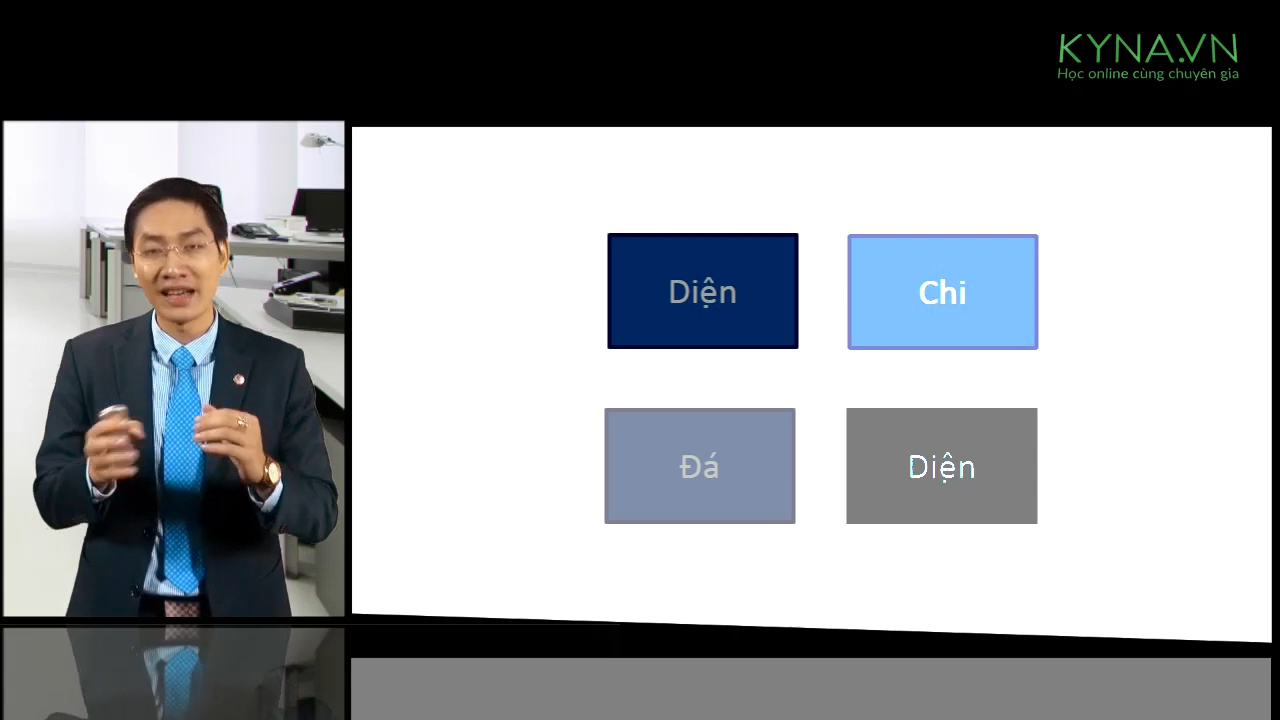 KYNA.VN
Học online cùng chuyên gia
Diện
Chi
Đá
Diện